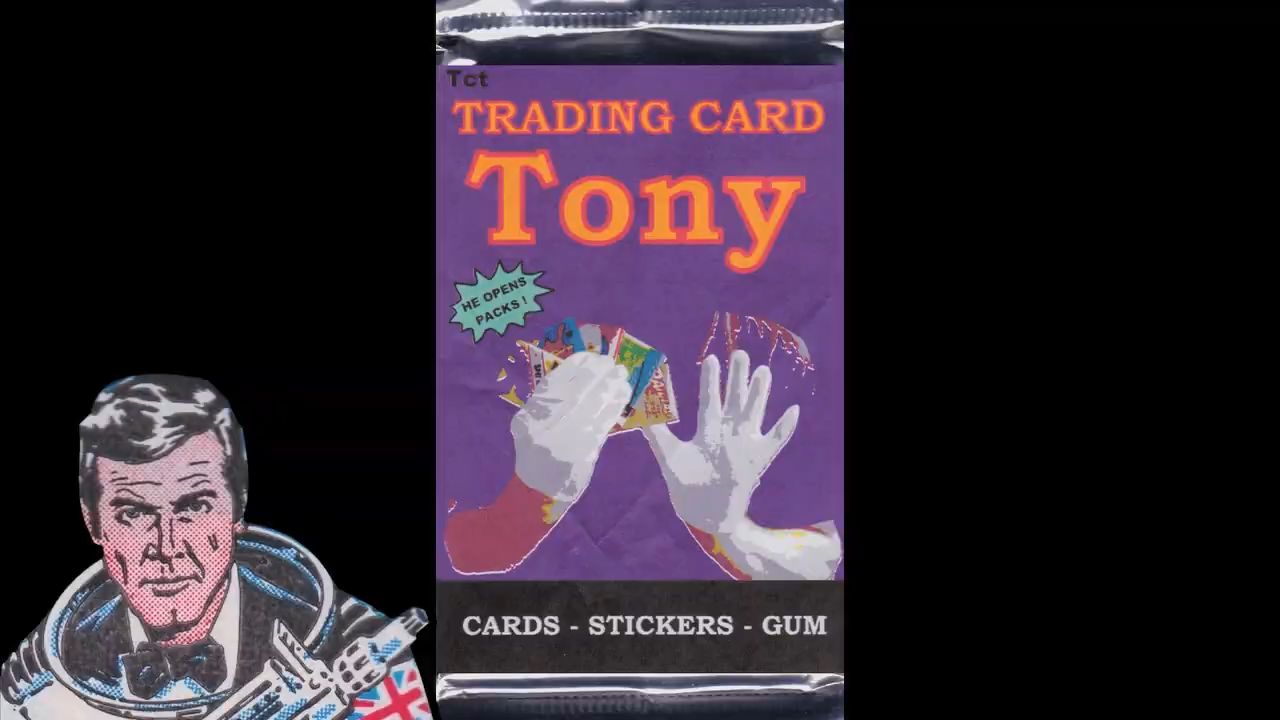 Tct
TRADING CARD
Tony
HE OPENS
PACKS!
CARDS - STICKERS - GUM